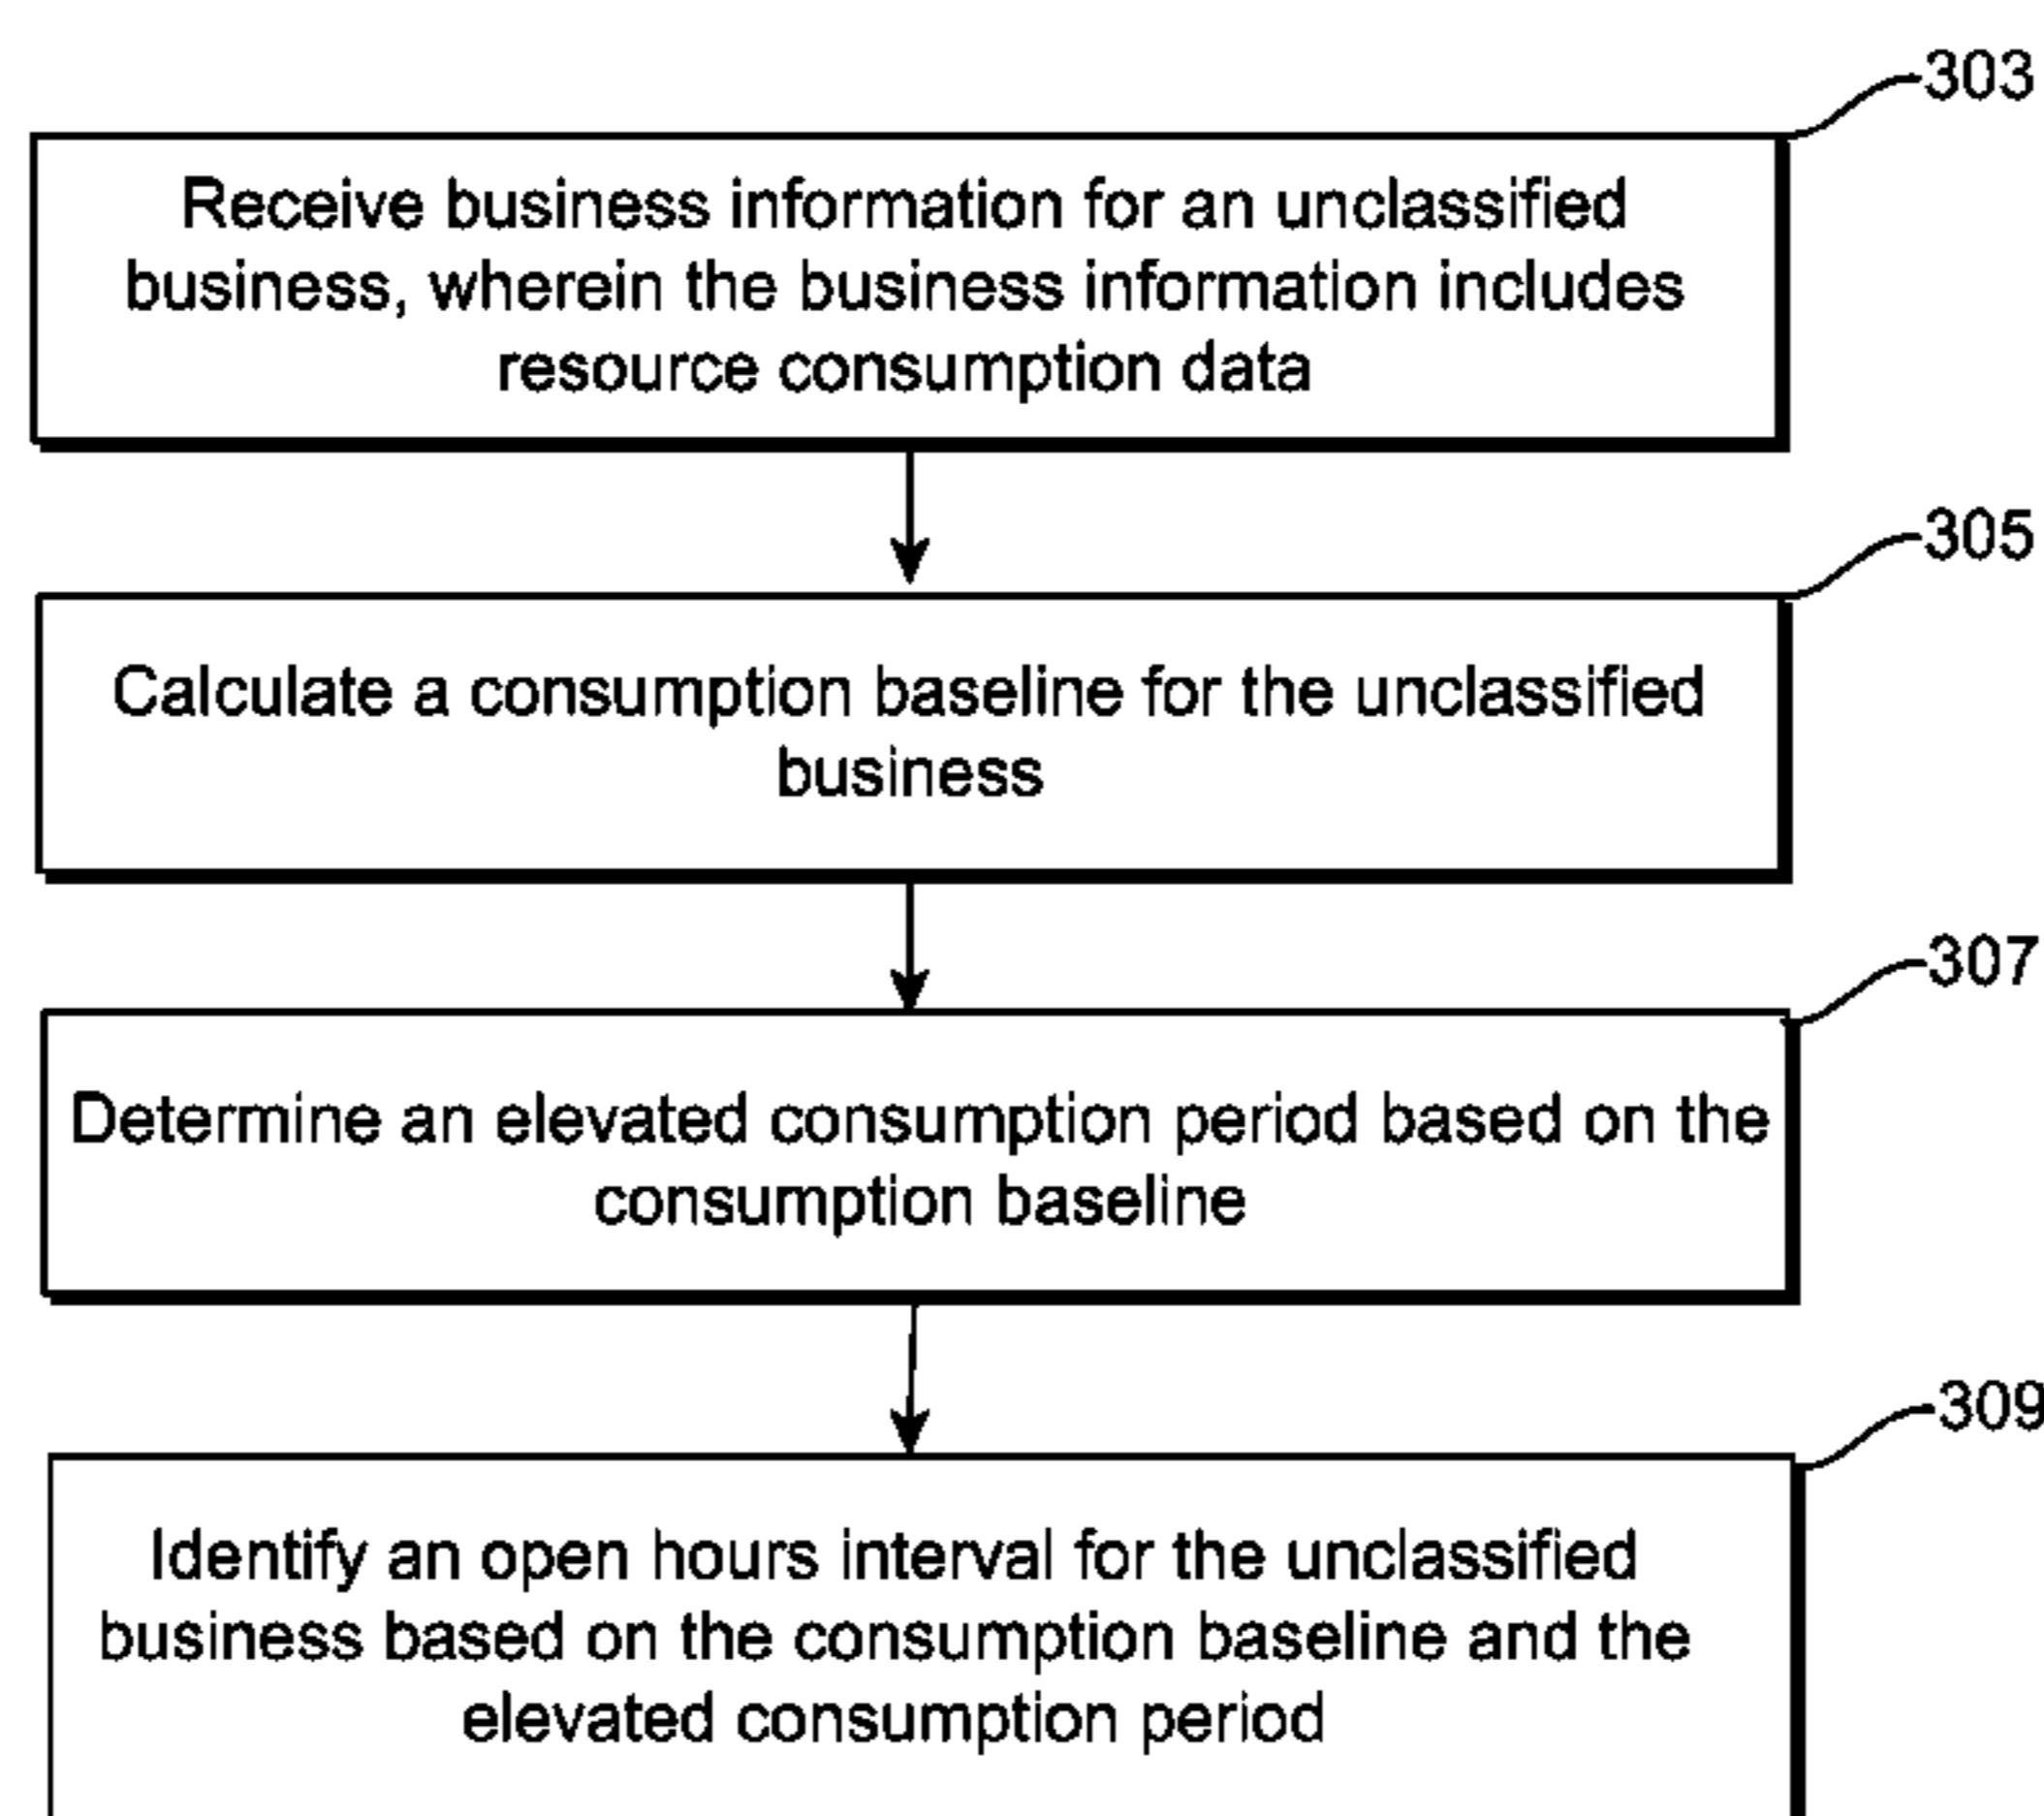 303
Receive business information for an unclassified
business, wherein the business information includes
resource consumption data
305
Calculate a consumption baseline for the unclassified
business
307
Determine an elevated consumption period based on the
consumption baseline
309
Identify an open hours interval for the unclassified
business based on the consumption baseline and the
elevated consumption period